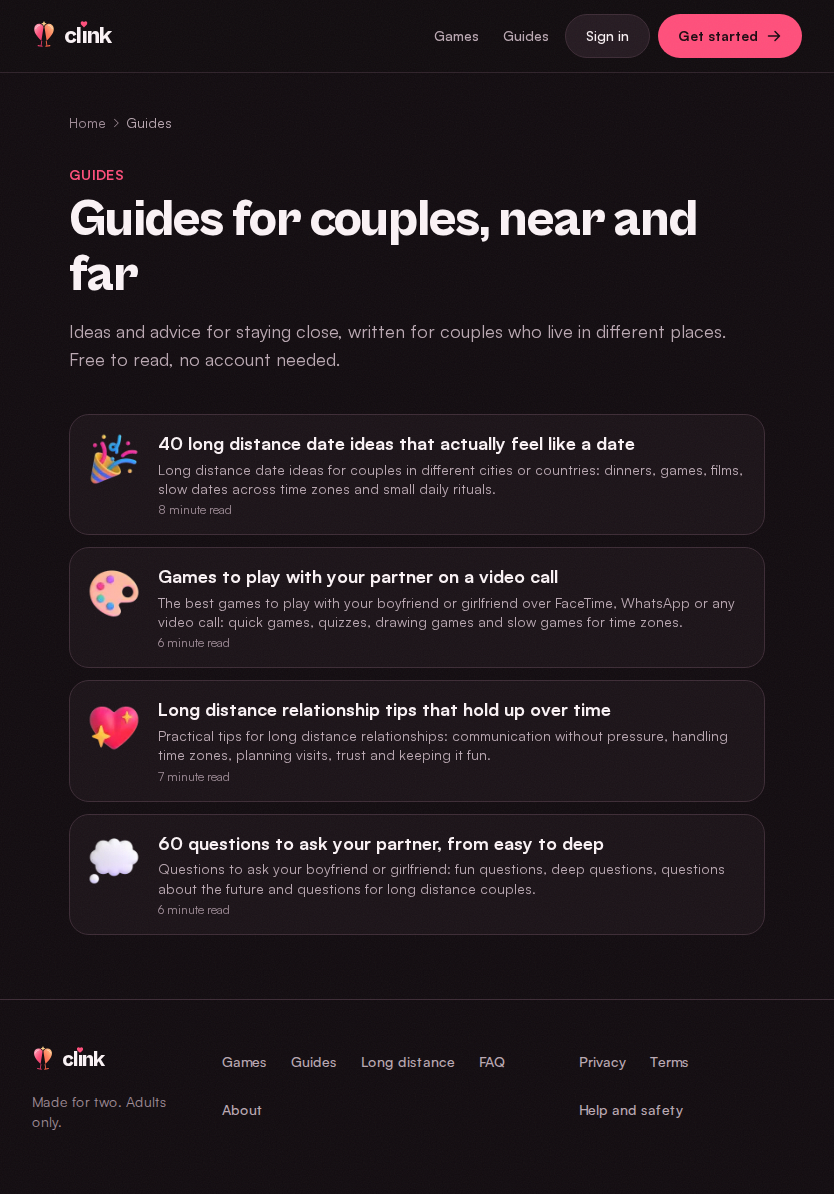 clink
Games
Guides
Sign in
Get started
Home
Guides
GUIDES
Guides for couples, near and
far
Ideas and advice for staying close, written for couples who live in different places.
Free to read, no account needed.
40 long distance date ideas that actually feel like a date
Long distance date ideas for couples in different cities or countries: dinners, games, films,
slow dates across time zones and small daily rituals.
8 minute read
Games to play with your partner on a video call
The best games to play with your boyfriend or girlfriend over FaceTime, WhatsApp or any
video call: quick games, quizzes, drawing games and slow games for time zones.
6 minute read
Long distance relationship tips that hold up over time
Practical tips for long distance relationships: communication without pressure, handling
time zones, planning visits, trust and keeping it fun.
7 minute read
60 questions to ask your partner, from easy to deep
Questions to ask your boyfriend or girlfriend: fun questions, deep questions, questions
about the future and questions for long distance couples.
6 minute read
clink
Made for two. Adults
only.
Games
Guides
Long distance
FAQ
About
Privacy
Terms
Help and safety